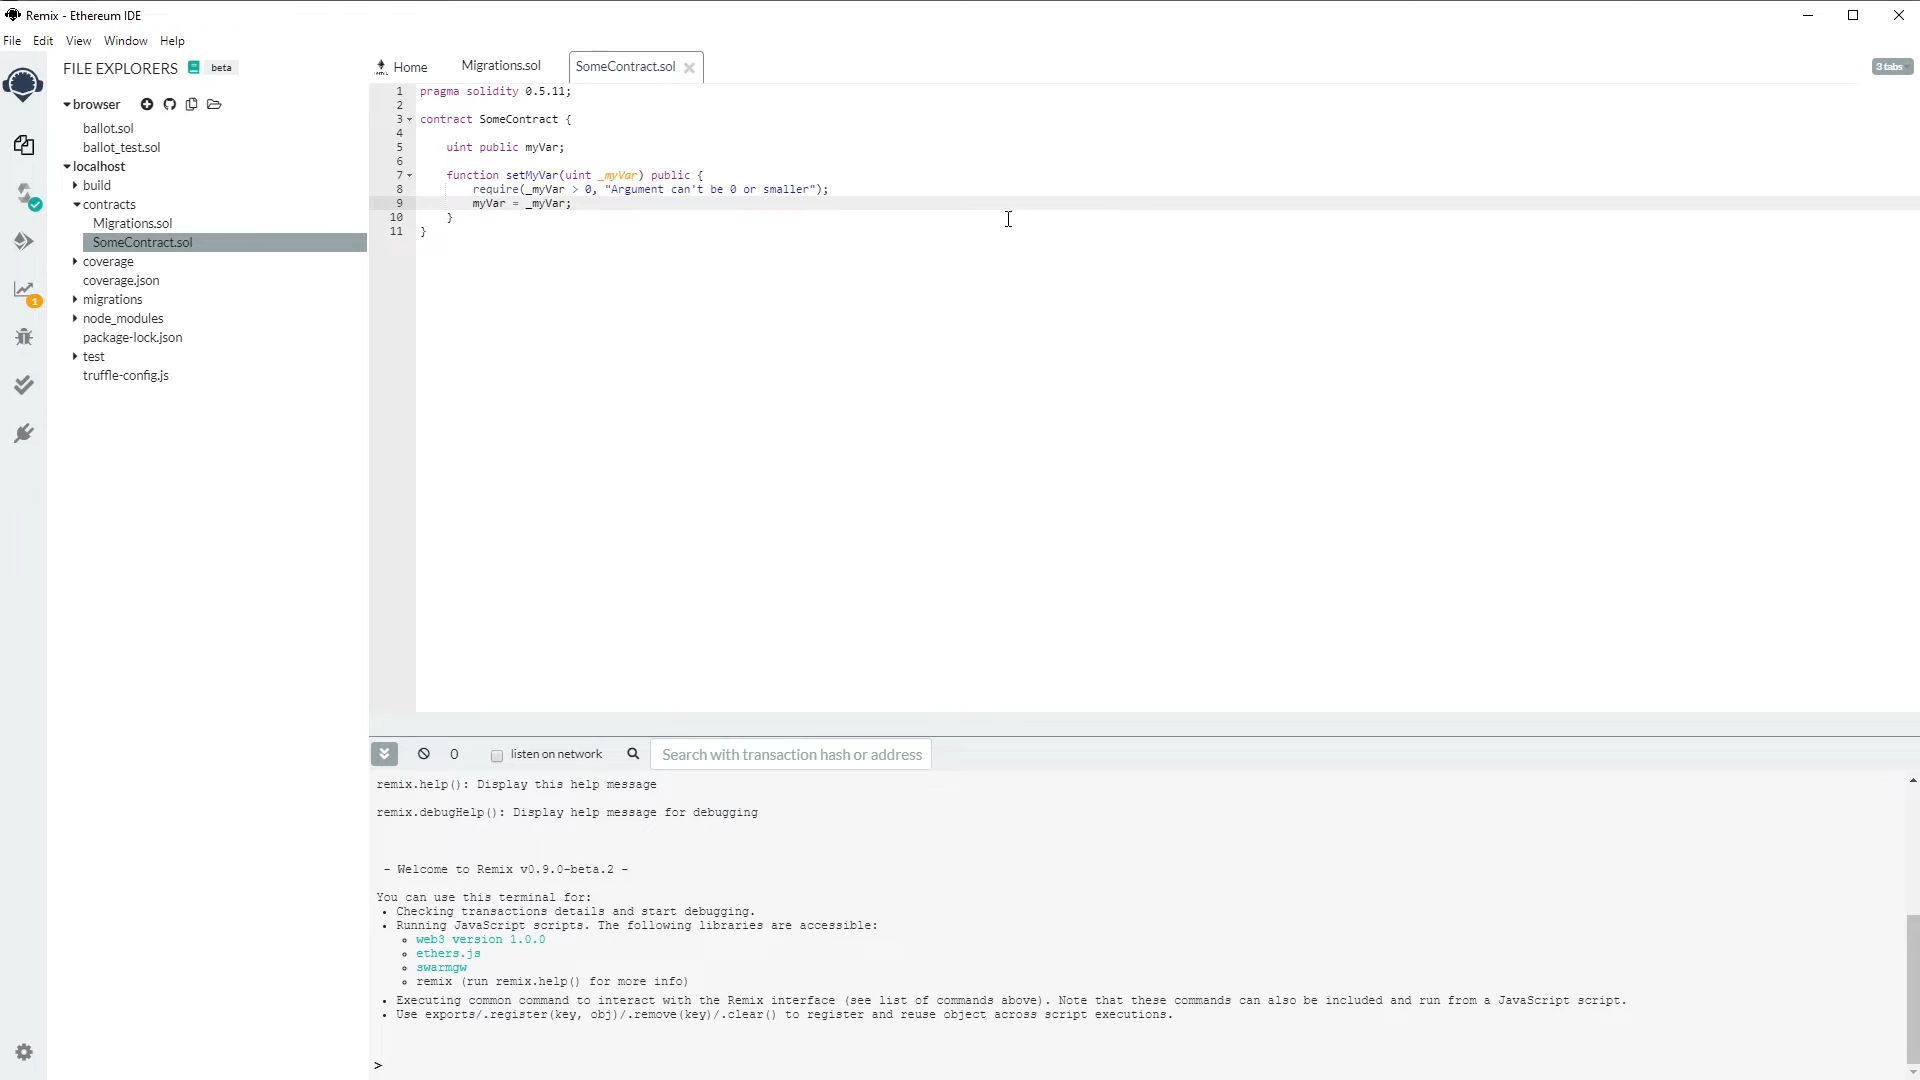 Remix - Ethereum IDE
File Edit View Window Help
FILE EXPLORERS beta
browser
ballot.sol
ballot_test.sol
localhost
build
contracts
Migrations.sol
SomeContract.sol
coverage
coverage.json
migrations
node_modules
package-lock.json
test
truffle-config.js
1
Home Migrations.sol SomeContract.sol 3 tabs
1 pragma solidity 0.5.11;
2
3 contract SomeContract {
4
5 uint public myVar;
6
7 function setMyVar(uint _myVar) public {
8 require(_myVar > 0, "Argument can't be 0 or smaller");
9 myVar = _myVar;
10 }
11 }
0 listen on network Search with transaction hash or address
remix.help(): Display this help message
remix.debugHelp(): Display help message for debugging
- Welcome to Remix v0.9.0-beta.2 -
You can use this terminal for:
• Checking transactions details and start debugging.
• Running JavaScript scripts. The following libraries are accessible:
◦ web3 version 1.0.0
◦ ethers.js
◦ swarmgw
◦ remix (run remix.help() for more info)
• Executing common command to interact with the Remix interface (see list of commands above). Note that these commands can also be included and run from a JavaScript script.
• Use exports/.register(key, obj)/.remove(key)/.clear() to register and reuse object across script executions.
>